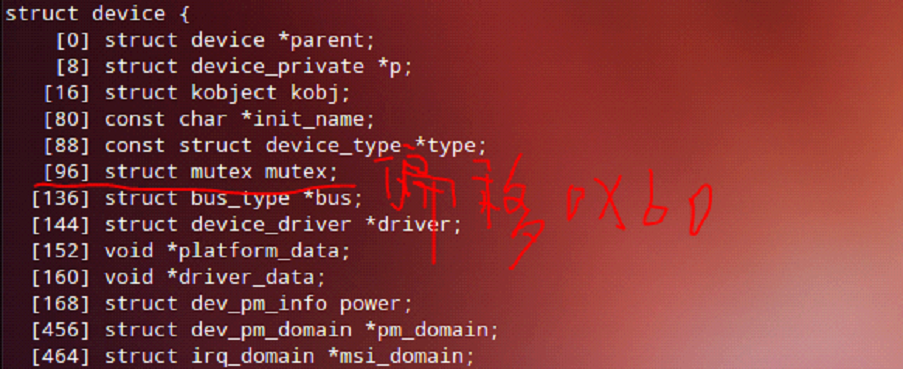 struct device {
[0] struct device *parent;
[8] struct device_private *p;
[16] struct kobject kobj;
[80] const char *init_name;
[88] const struct device_type *type;
[96] struct mutex mutex; 偏移0x60
[136] struct bus_type *bus;
[144] struct device_driver *driver;
[152] void *platform_data;
[160] void *driver_data;
[168] struct dev_pm_info power;
[456] struct dev_pm_domain *pm_domain;
[464] struct irq_domain *msi_domain;